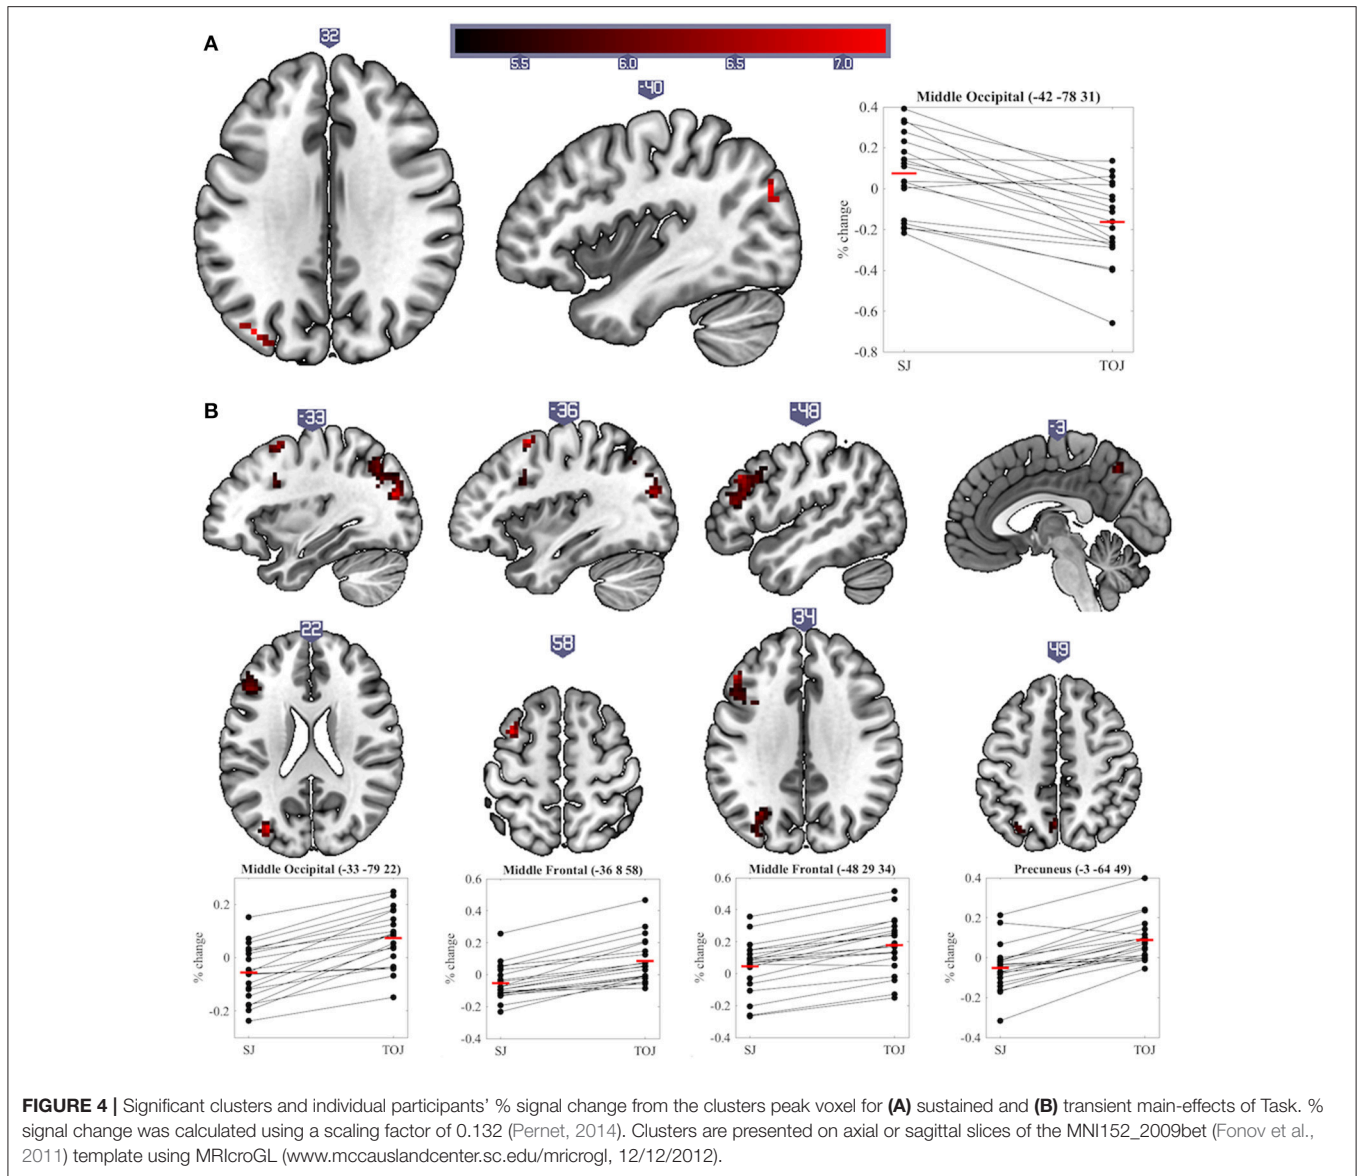 A
32
5.5 6.0 6.5 7.0
-40
Middle Occipital (-42 -78 31)
0.4
0.2
0
-0.2
-0.4
-0.6
-0.8
% change
SJ TOJ
B
-33 -36 -48 -3
22 58 34 49
Middle Occipital (-33 -79 22)
0.2
0
-0.2
% change
SJ TOJ
Middle Frontal (-36 8 58)
0.6
0.4
0.2
0
-0.2
-0.4
% change
SJ TOJ
Middle Frontal (-48 29 34)
0.6
0.4
0.2
0
-0.2
-0.4
% change
SJ TOJ
Precuneus (-3 -64 49)
0.4
0.2
0
-0.2
0.4
% change
SJ TOJ
FIGURE 4 | Significant clusters and individual participants' % signal change from the clusters peak voxel for (A) sustained and (B) transient main-effects of Task. %
signal change was calculated using a scaling factor of 0.132 (Pernet, 2014). Clusters are presented on axial or sagittal slices of the MNI152_2009bet (Fonov et al.,
2011) template using MRIcroGL (www.mccauslandcenter.sc.edu/mricrogl, 12/12/2012).